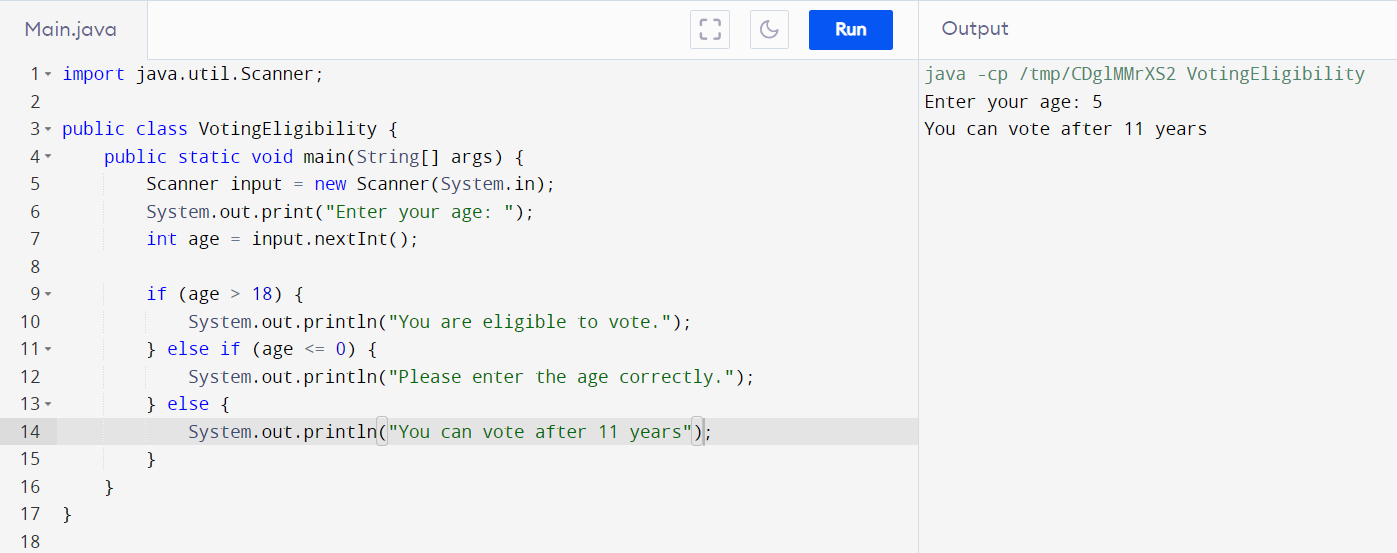 Main.java
Run
Output
1 import java.util.Scanner;
2
3 public class VotingEligibility {
4     public static void main(String[] args) {
5         Scanner input = new Scanner(System.in);
6         System.out.print("Enter your age: ");
7         int age = input.nextInt();
8
9         if (age > 18) {
10             System.out.println("You are eligible to vote.");
11         } else if (age <= 0) {
12             System.out.println("Please enter the age correctly.");
13         } else {
14             System.out.println("You can vote after 11 years");
15         }
16     }
17 }
18
java -cp /tmp/CDglMMrXS2 VotingEligibility
Enter your age: 5
You can vote after 11 years